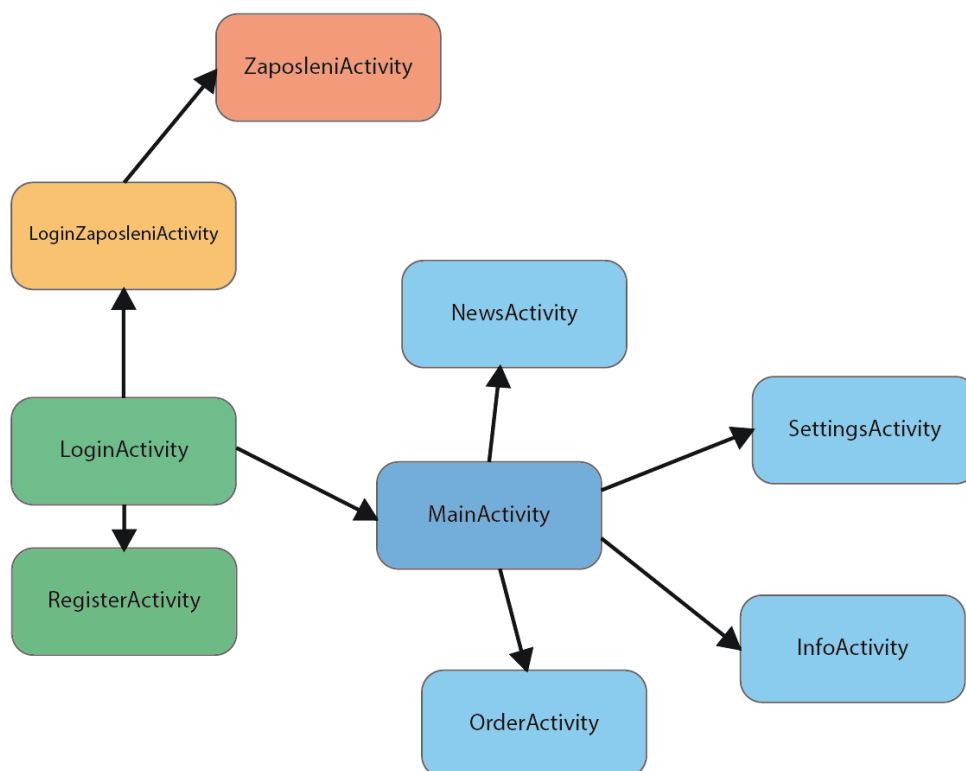 ZaposleniActivity
LoginZaposleniActivity
NewsActivity
LoginActivity
SettingsActivity
MainActivity
RegisterActivity
InfoActivity
OrderActivity